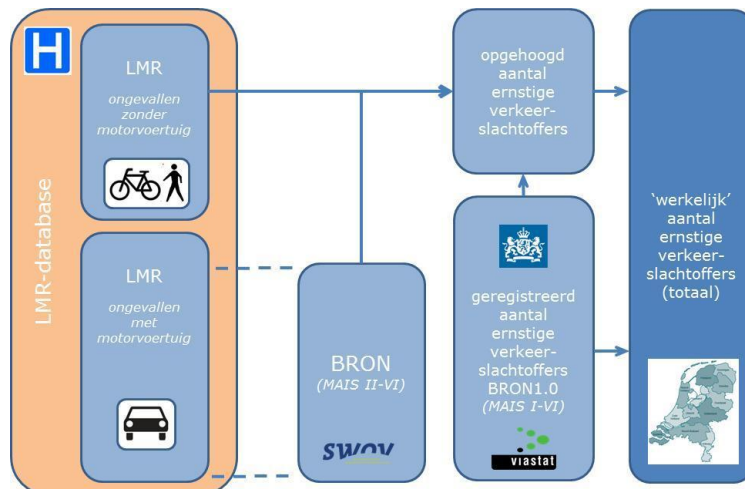 H
LMR-database
LMR
ongevallen
zonder
motorvoertuig
LMR
ongevallen
met
motorvoertuig
BRON
(MAIS II-VI)
swov
opgehoogd
aantal
ernstige
verkeer-
slachtoffers
geregistreerd
aantal
ernstige
verkeer-
slachtoffers
BRON1.0
(MAIS I-VI)
viastat
‘werkelijk’
aantal
ernstige
verkeer-
slachtoffers
(totaal)